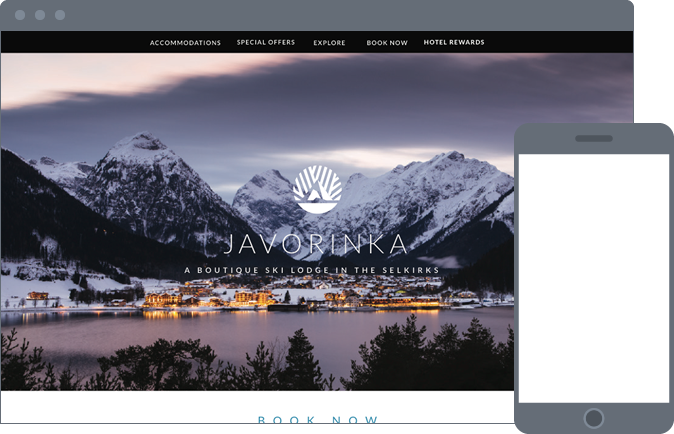 ACCOMMODATIONS SPECIAL OFFERS EXPLORE BOOK NOW HOTEL REWARDS
JAVORINKA
A BOUTIQUE SKI LODGE IN THE SELKIRKS
BOOK NOW